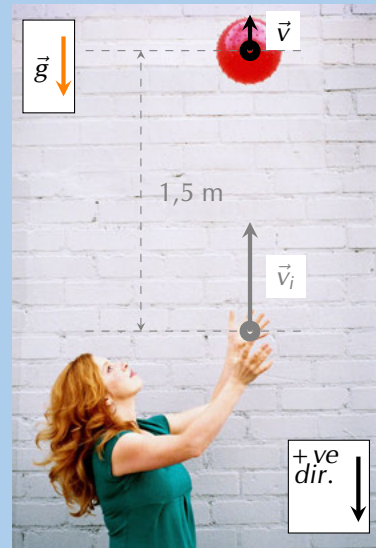 v⃗
g⃗
1,5 m
v⃗ᵢ
+ve
dir.